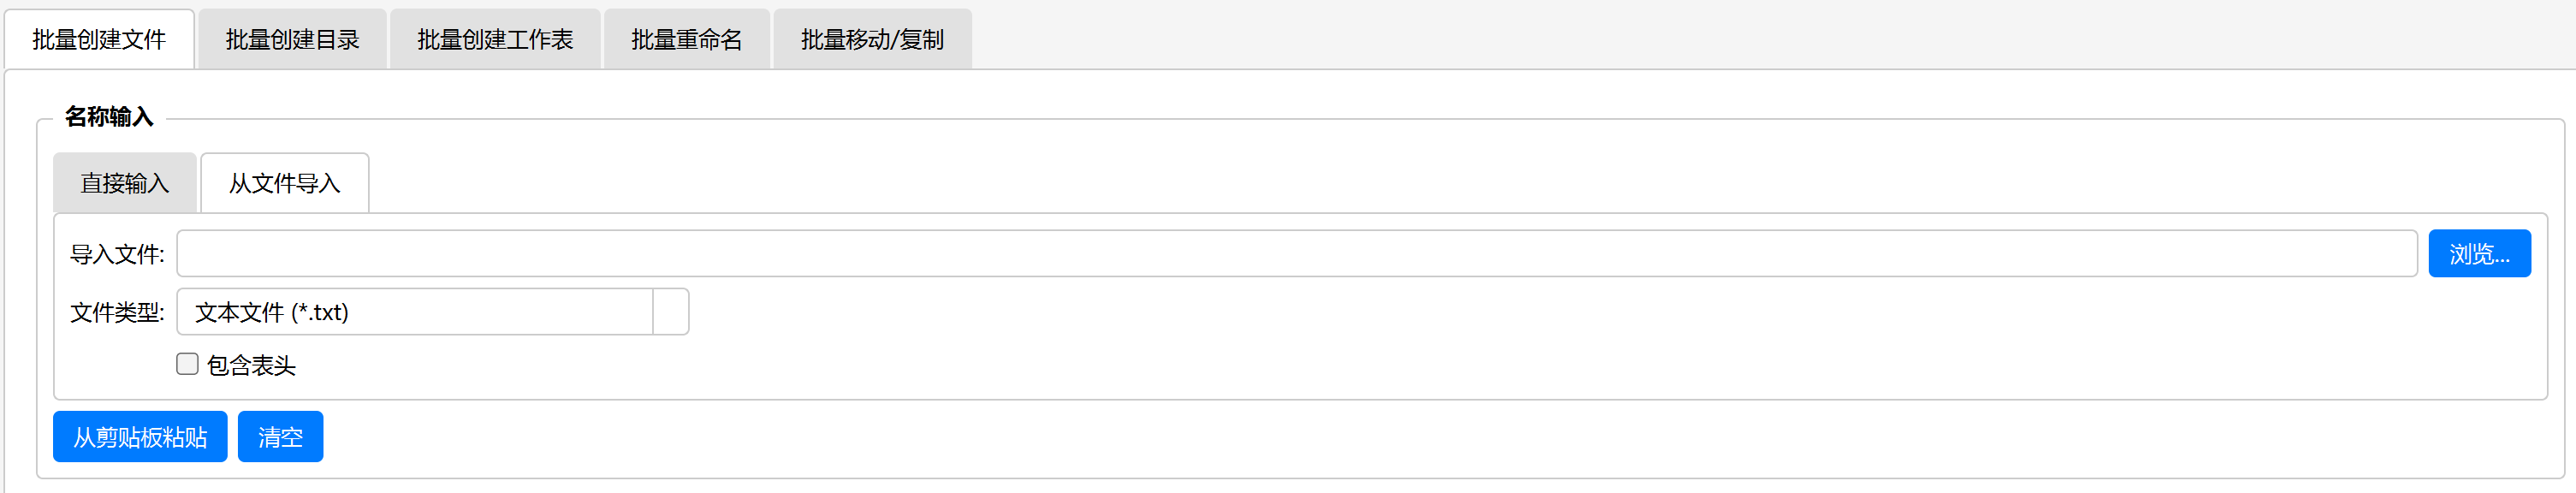 批量创建文件 批量创建目录 批量创建工作表 批量重命名 批量移动/复制
名称输入
直接输入 从文件导入
导入文件: 浏览...
文件类型: 文本文件 (*.txt)
包含表头
从剪贴板粘贴 清空